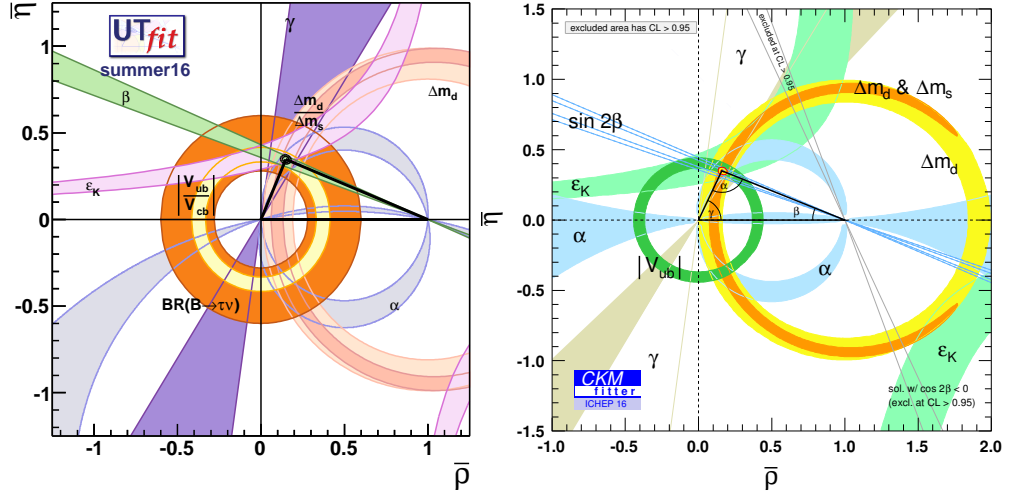 η̅
UTfit
summer16
γ
β
Δm_d
Δm_d
Δm_s
ε_K
|V_ub|
|V_cb|
BR(B→τν)
α
1
0.5
0
-0.5
-1
-1 -0.5 0 0.5 1
ρ̅
excluded area has CL > 0.95
excluded at CL > 0.95
γ
Δm_d & Δm_s
sin 2β
Δm_d
ε_K
α
α
γ
β
α
|V_ub|
ε_K
γ
CKM
fitter
ICHEP 16
sol. w/ cos 2β < 0
(excl. at CL > 0.95)
η̅
1.5
1.0
0.5
0.0
-0.5
-1.0
-1.5
-1.0 -0.5 0.0 0.5 1.0 1.5 2.0
ρ̅